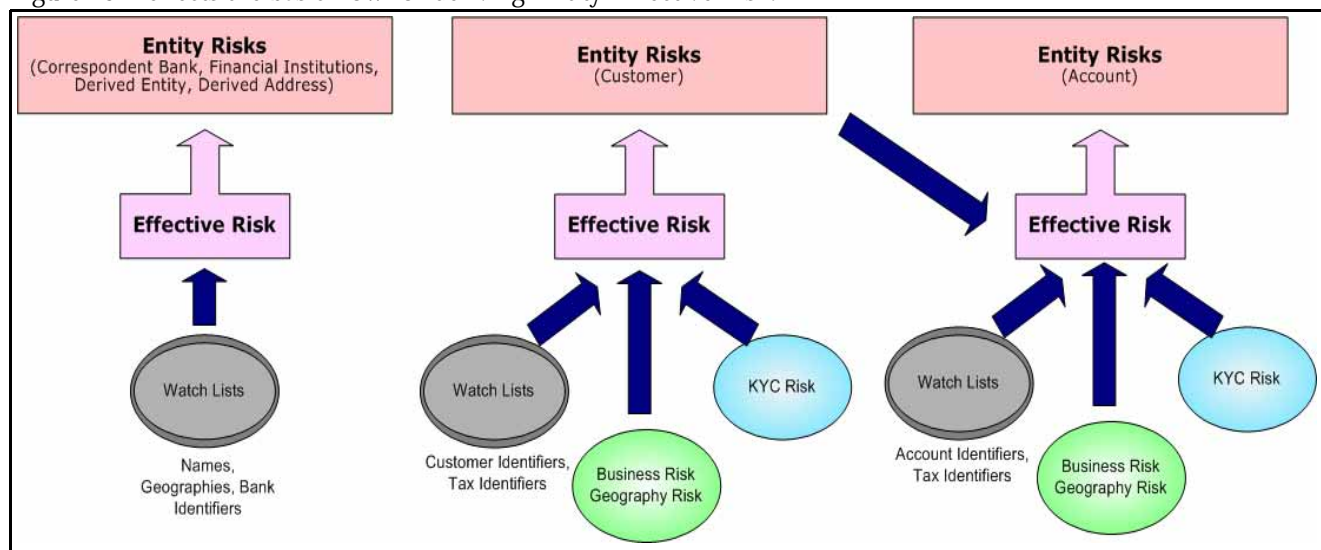 Entity Risks
(Correspondent Bank, Financial Institutions,
Derived Entity, Derived Address)
Effective Risk
Watch Lists
Names,
Geographies, Bank
Identifiers
Entity Risks
(Customer)
Effective Risk
Watch Lists
Customer Identifiers,
Tax Identifiers
Business Risk
Geography Risk
KYC Risk
Entity Risks
(Account)
Effective Risk
Watch Lists
Account Identifiers,
Tax Identifiers
Business Risk
Geography Risk
KYC Risk